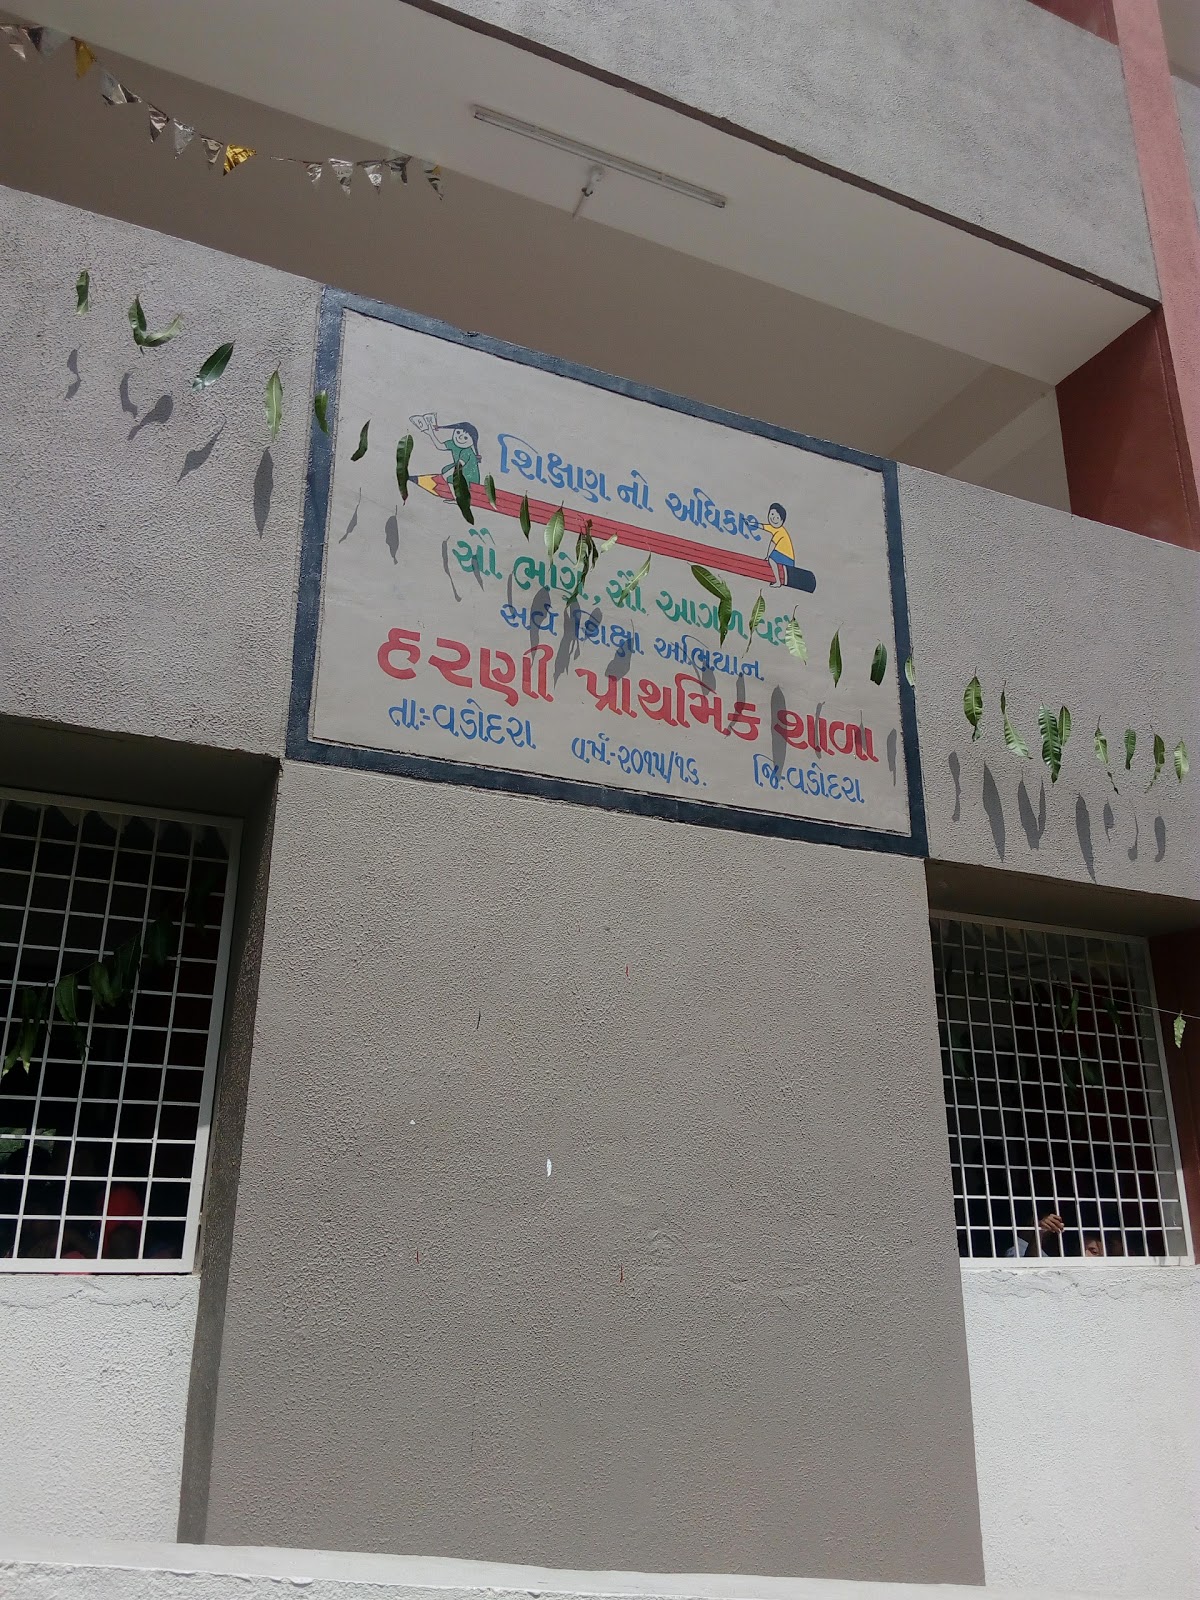 શિક્ષણ નો અધિકાર
સૌ ભણે, સૌ આગળ વધે
સર્વ શિક્ષા અભિયાન
હરણી પ્રાથમિક શાળા
તાઃ-વડોદરા વર્ષઃ-૨૦૧૫/૧૬. જિઃ-વડોદરા